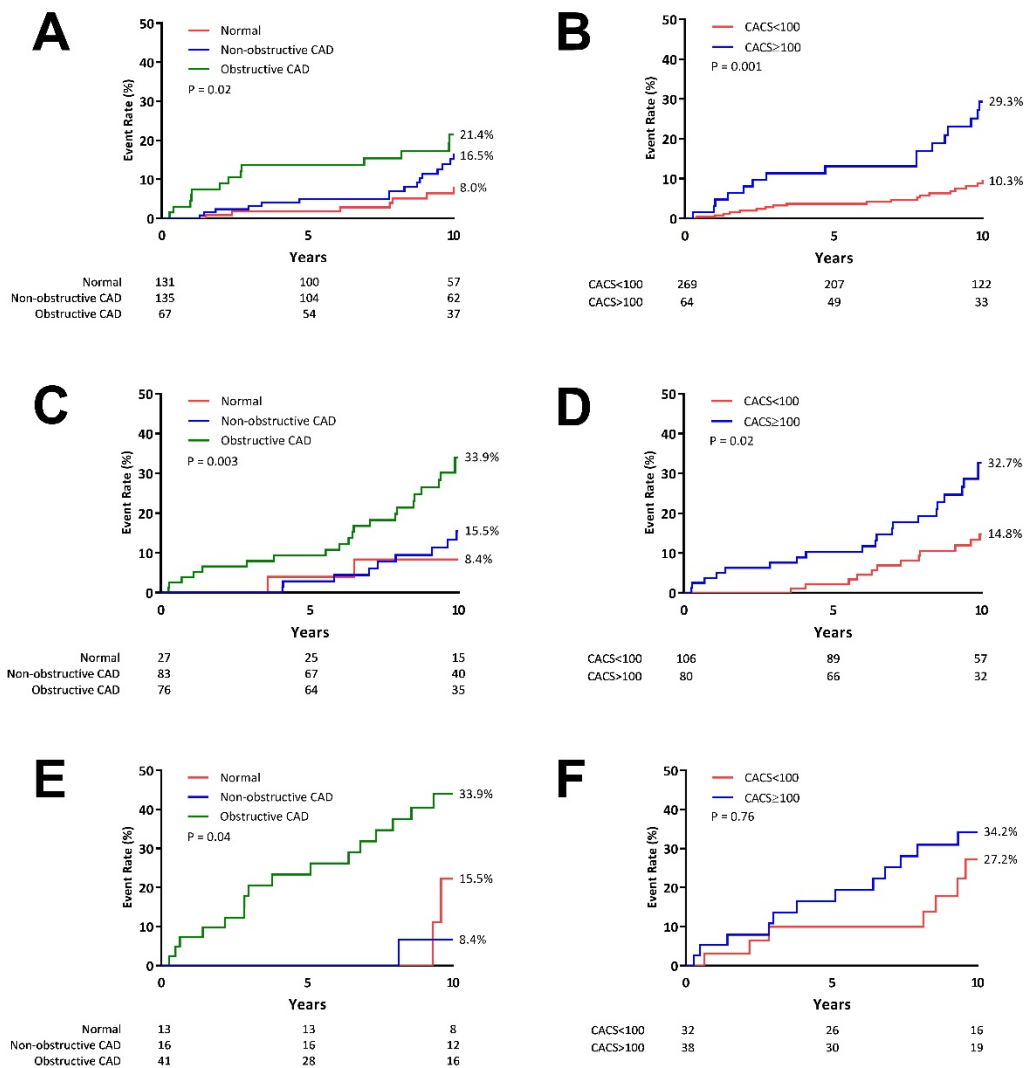 A
Normal
Non-obstructive CAD
Obstructive CAD
P = 0.02
Event Rate (%)
50
40
30
20
10
0
21.4%
16.5%
8.0%
0 5 10
Years
Normal 131 100 57
Non-obstructive CAD 135 104 62
Obstructive CAD 67 54 37
B
CACS<100
CACS≥100
P = 0.001
Event Rate (%)
50
40
30
20
10
0
29.3%
10.3%
0 5 10
Years
CACS<100 269 207 122
CACS>100 64 49 33
C
Normal
Non-obstructive CAD
Obstructive CAD
P = 0.003
Event Rate (%)
50
40
30
20
10
0
33.9%
15.5%
8.4%
0 5 10
Years
Normal 27 25 15
Non-obstructive CAD 83 67 40
Obstructive CAD 76 64 35
D
CACS<100
CACS≥100
P = 0.02
Event Rate (%)
50
40
30
20
10
0
32.7%
14.8%
0 5 10
Years
CACS<100 106 89 57
CACS>100 80 66 32
E
Normal
Non-obstructive CAD
Obstructive CAD
P = 0.04
Event Rate (%)
50
40
30
20
10
0
33.9%
15.5%
8.4%
0 5 10
Years
Normal 13 13 8
Non-obstructive CAD 16 16 12
Obstructive CAD 41 28 16
F
CACS<100
CACS≥100
P = 0.76
Event Rate (%)
50
40
30
20
10
0
34.2%
27.2%
0 5 10
Years
CACS<100 32 26 16
CACS>100 38 30 19